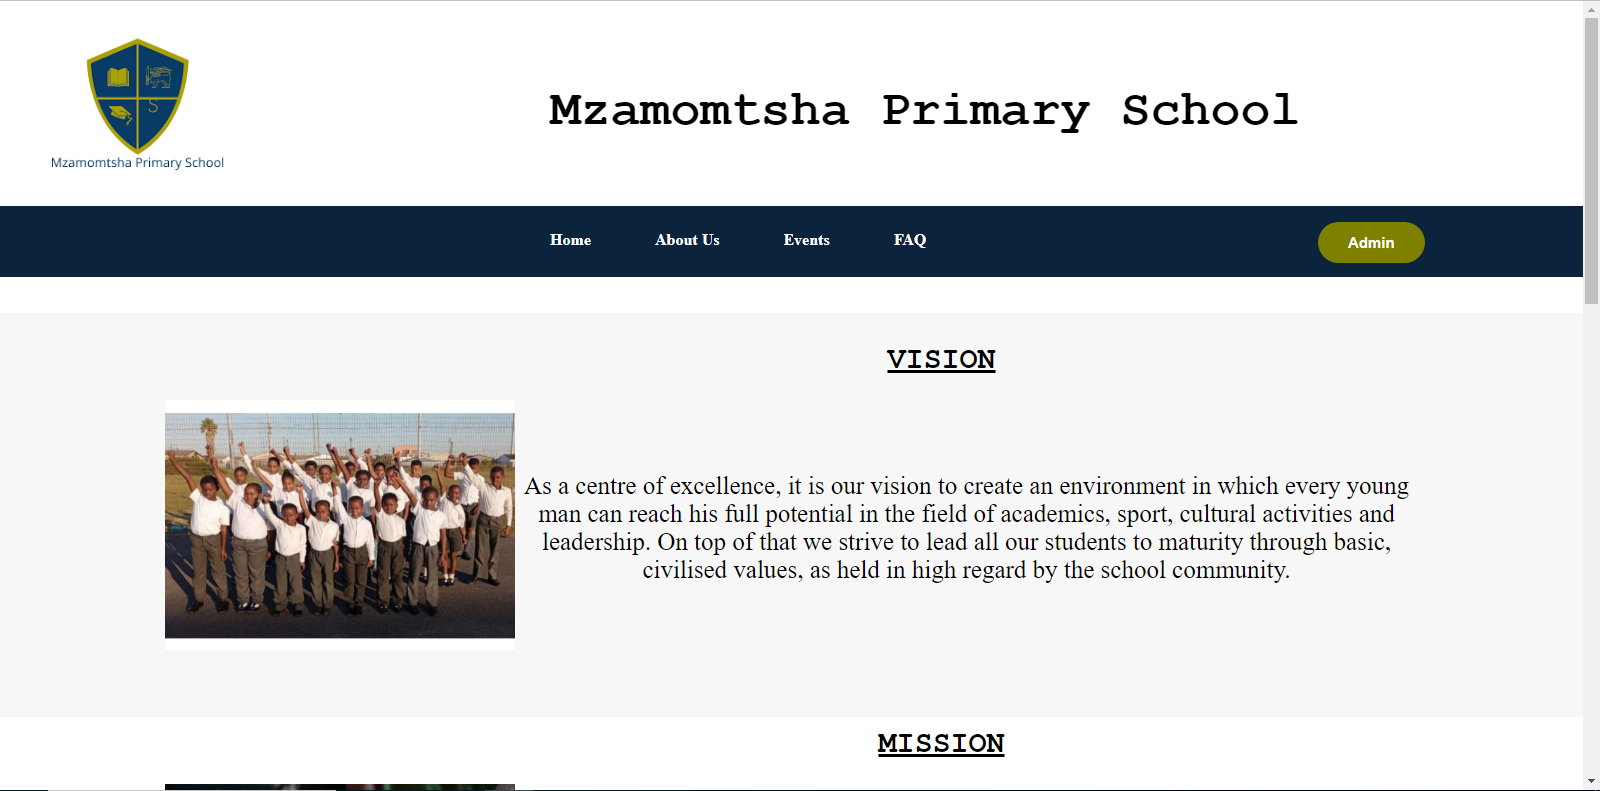 S
Mzamomtsha Primary School
Mzamomtsha Primary School
Home About Us Events FAQ Admin
VISION
As a centre of excellence, it is our vision to create an environment in which every young
man can reach his full potential in the field of academics, sport, cultural activities and
leadership. On top of that we strive to lead all our students to maturity through basic,
civilised values, as held in high regard by the school community.
MISSION